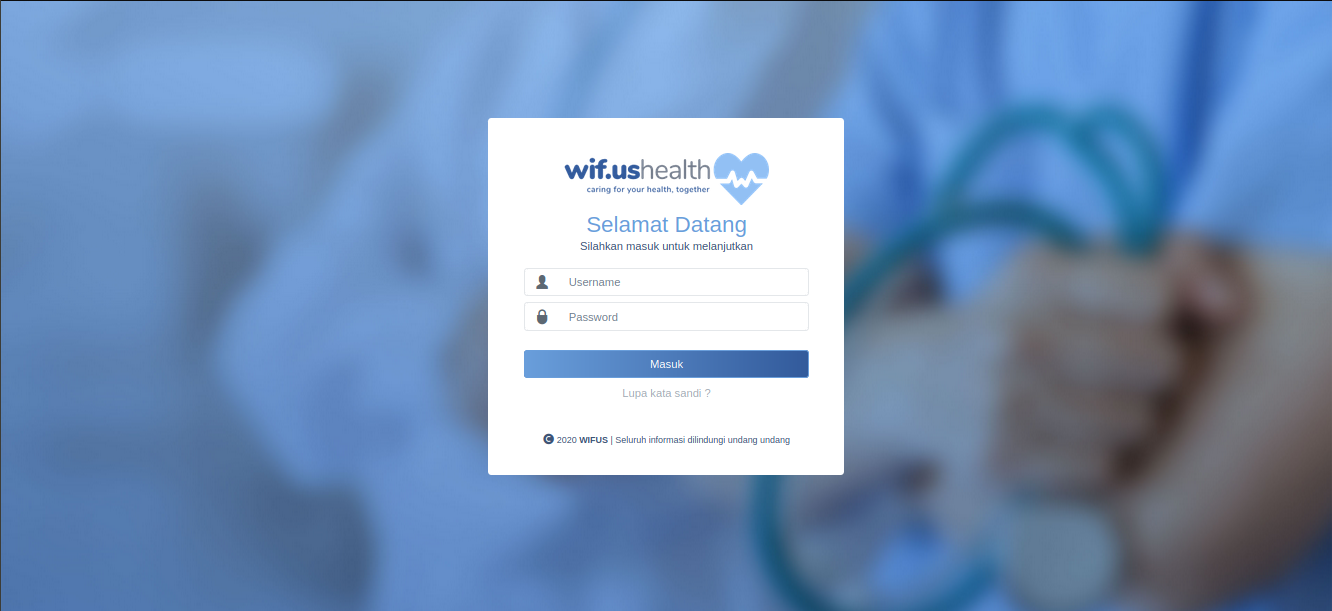 wif.ushealth
caring for your health, together
Selamat Datang
Silahkan masuk untuk melanjutkan
Username
Password
Masuk
Lupa kata sandi ?
© 2020 WIFUS | Seluruh informasi dilindungi undang undang